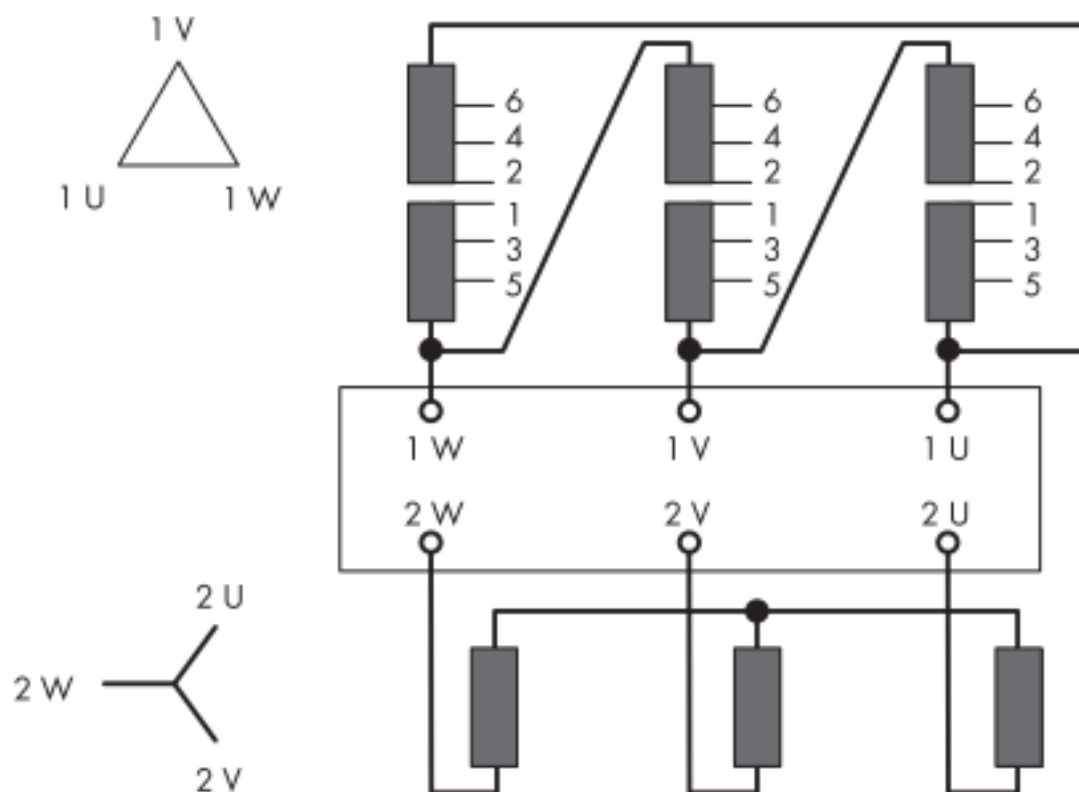 1 V
1 U 1 W
6 6 6
4 4 4
2 2 2
1 1 1
3 3 3
5 5 5
1 W 1 V 1 U
2 W 2 V 2 U
2 U
2 W
2 V